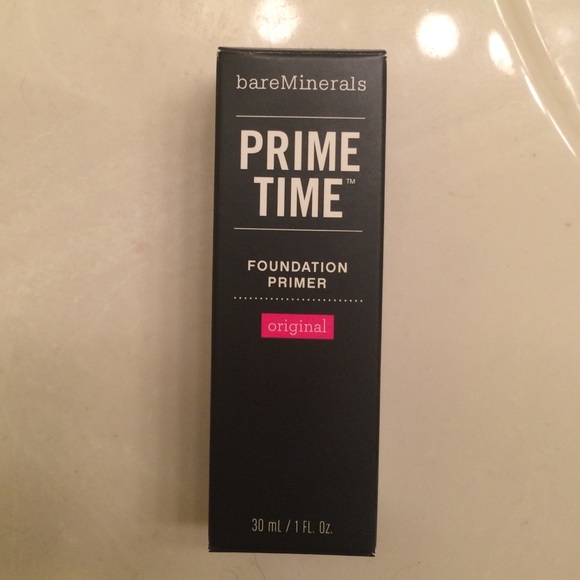 bareMinerals
PRIME
TIME™
FOUNDATION
PRIMER
original
30 mL / 1 FL. Oz.